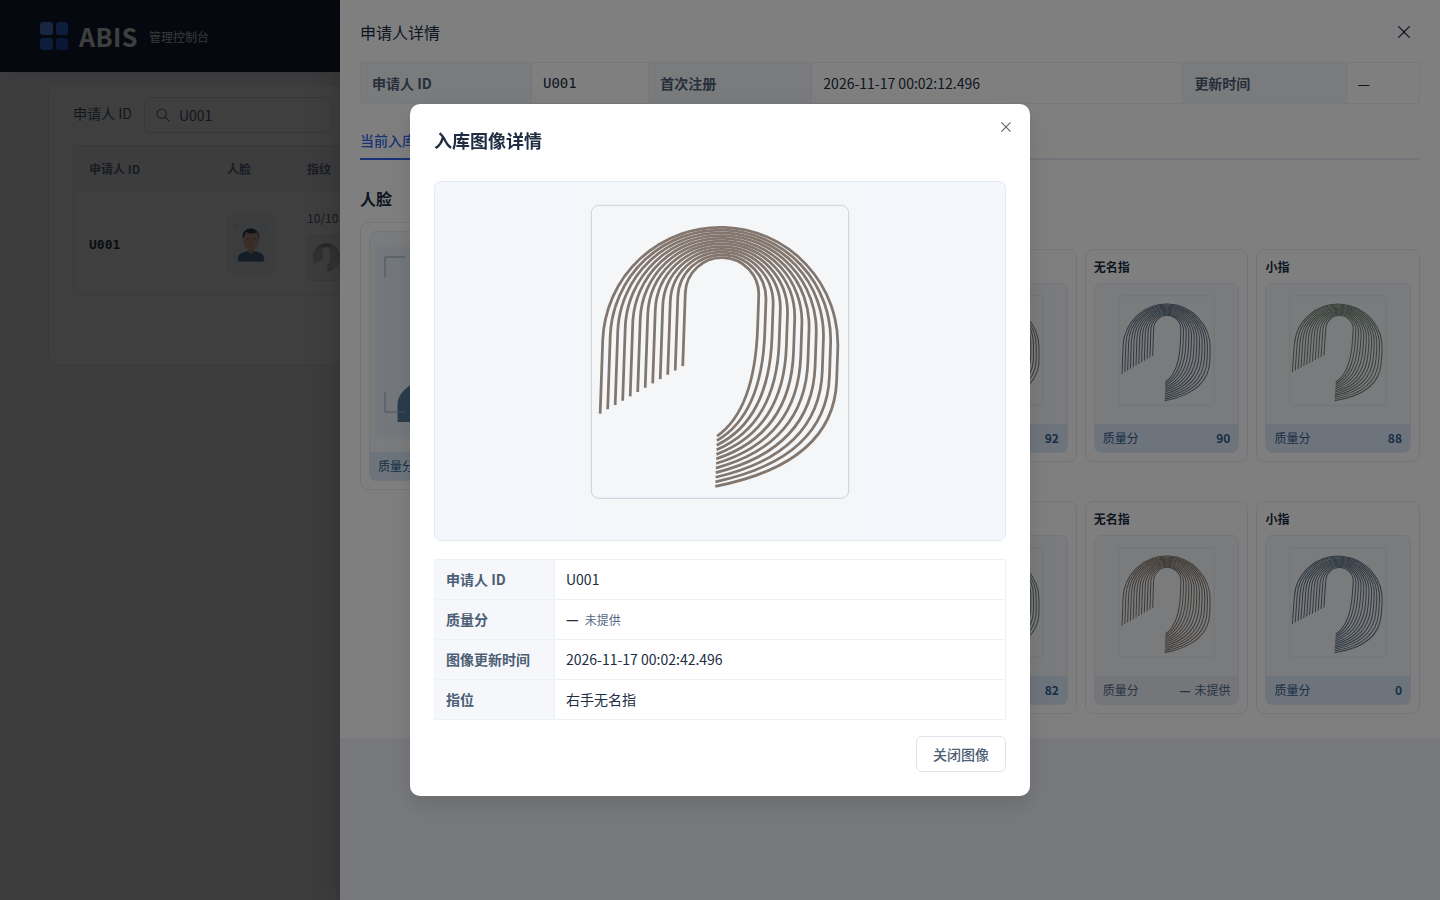 ABIS 管理控制台
申请人 ID U001
申请人 ID 人脸 指纹
10/10
U001
申请人详情
申请人 ID U001 首次注册 2026-11-17 00:02:12.496 更新时间 —
当前入库
人脸
质量分
无名指 小指
92 质量分 90 质量分 88
无名指 小指
82 质量分 — 未提供 质量分 0
入库图像详情
申请人 ID U001
质量分 — 未提供
图像更新时间 2026-11-17 00:02:42.496
指位 右手无名指
关闭图像